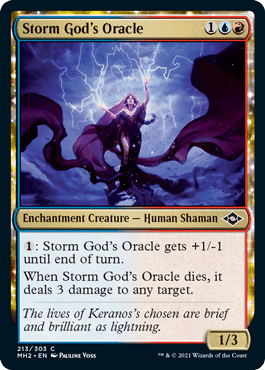 Storm God's Oracle 1
Enchantment Creature — Human Shaman
1 : Storm God's Oracle gets +1/-1
until end of turn.
When Storm God's Oracle dies, it
deals 3 damage to any target.
The lives of Keranos's chosen are brief
and brilliant as lightning.
1/3
213/303 C
MH2 • EN PAULINE VOSS
™ & © 2021 Wizards of the Coast